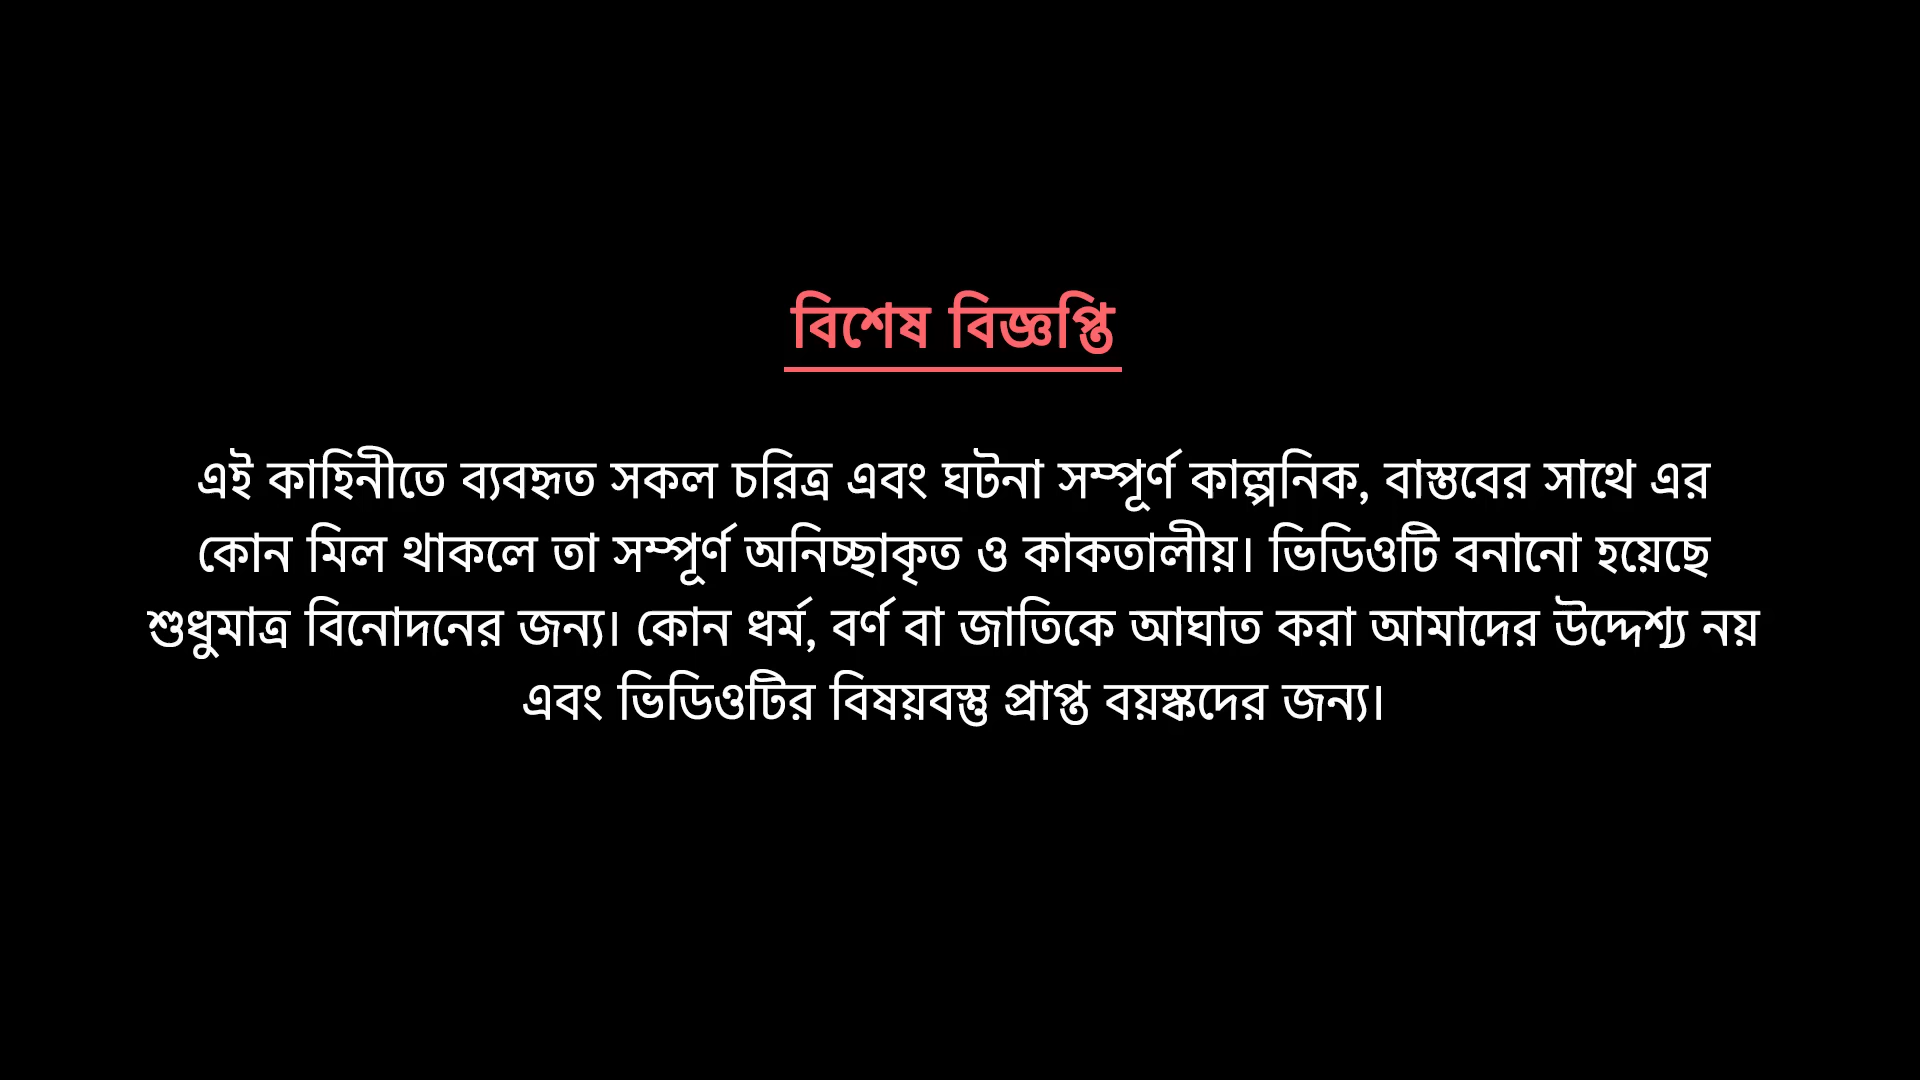 বিশেষ বিজ্ঞপ্তি
এই কাহিনীতে ব্যবহৃত সকল চরিত্র এবং ঘটনা সম্পূর্ণ কাল্পনিক, বাস্তবের সাথে এর
কোন মিল থাকলে তা সম্পূর্ণ অনিচ্ছাকৃত ও কাকতালীয়। ভিডিওটি বনানো হয়েছে
শুধুমাত্র বিনোদনের জন্য। কোন ধর্ম, বর্ণ বা জাতিকে আঘাত করা আমাদের উদ্দেশ্য নয়
এবং ভিডিওটির বিষয়বস্তু প্রাপ্ত বয়স্কদের জন্য।